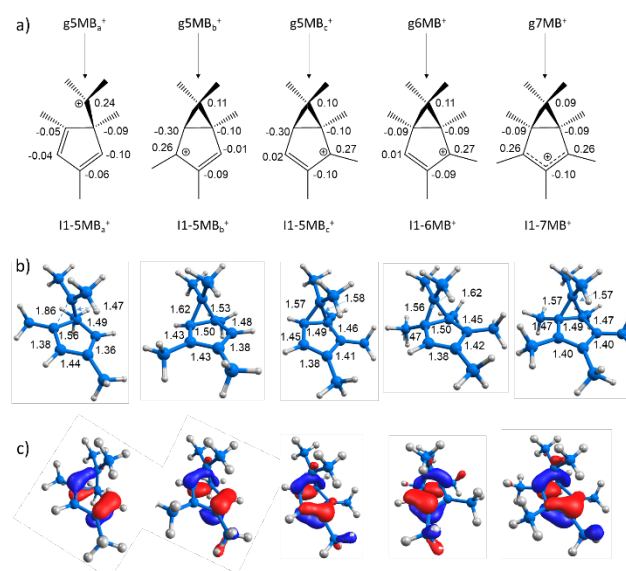 a) g5MBa+ g5MBb+ g5MBc+ g6MB+ g7MB+
⊕ 0.24 0.11 0.10 0.11 0.09
-0.05 -0.09 -0.30 -0.10 -0.30 -0.09 -0.09 -0.09 -0.09 -0.09
-0.04 -0.10 0.26 ⊕ -0.01 0.02 ⊕ 0.27 0.01 ⊕ 0.27 0.26 ⊕ 0.26
-0.06 -0.09 -0.10 -0.09 -0.10
I1-5MBa+ I1-5MBb+ I1-5MBc+ I1-6MB+ I1-7MB+
b)
1.86 1.47 1.62 1.53 1.57 1.58 1.56 1.62 1.57 1.57
1.56 1.49 1.43 1.50 1.48 1.45 1.49 1.46 1.47 1.50 1.45 1.47 1.49 1.47
1.38 1.44 1.36 1.43 1.38 1.38 1.41 1.38 1.42 1.40 1.40
c)